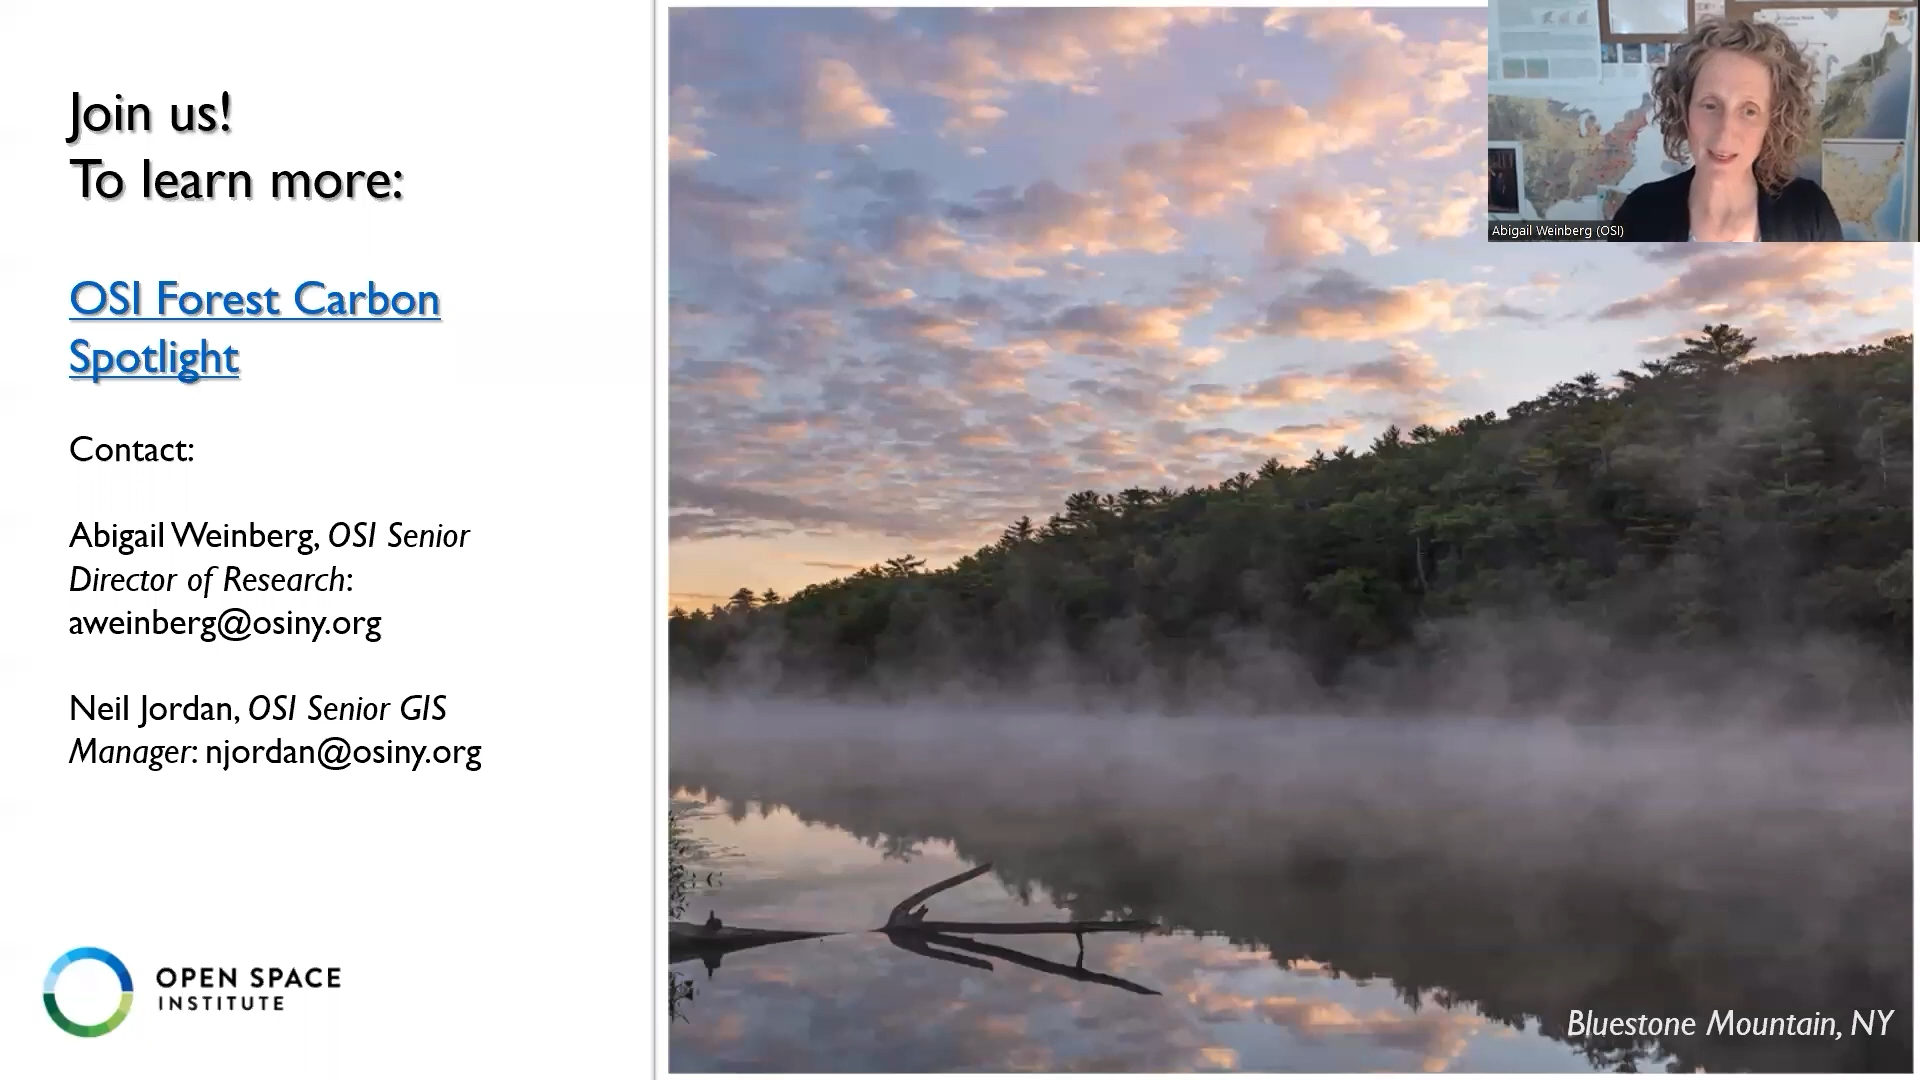 Join us!
To learn more:
OSI Forest Carbon
Spotlight
Contact:
Abigail Weinberg, OSI Senior
Director of Research:
aweinberg@osiny.org
Neil Jordan, OSI Senior GIS
Manager: njordan@osiny.org
OPEN SPACE
INSTITUTE
Abigail Weinberg (OSI)
Bluestone Mountain, NY